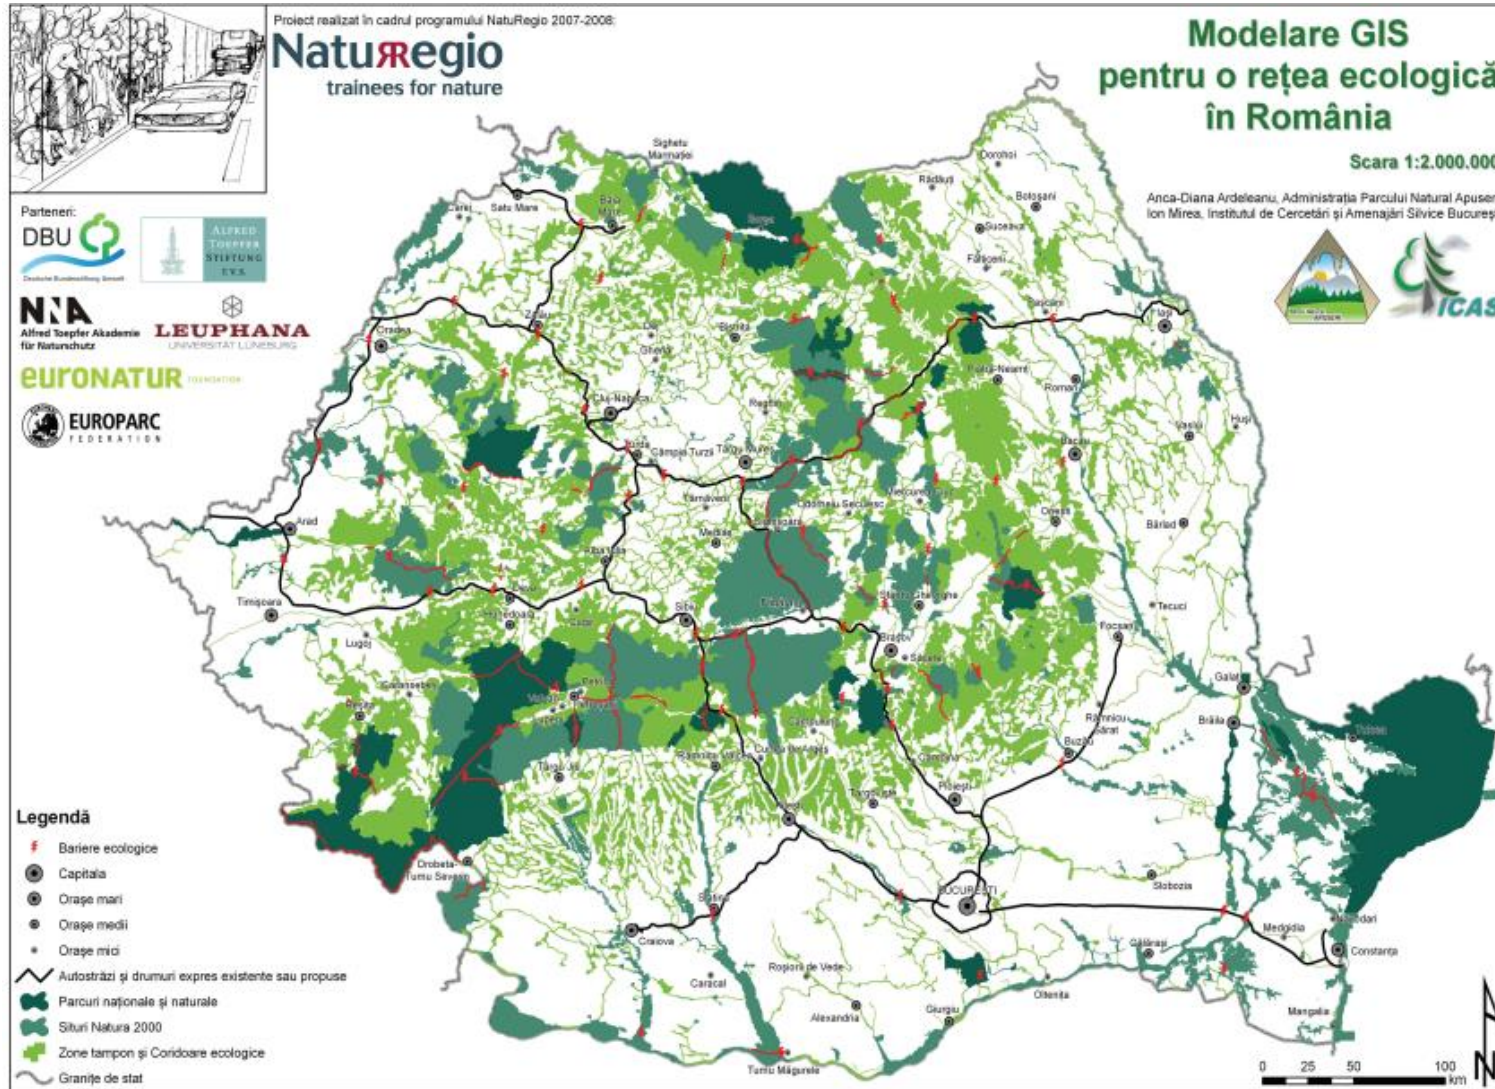 Proiect realizat în cadrul programului NatuRegio 2007-2008:
Naturegio
trainees for nature
Modelare GIS
pentru o rețea ecologică
în România
Scara 1:2.000.000
Anca-Diana Ardeleanu, Administrația Parcului Natural Apuseni
Ion Mirea, Institutul de Cercetări și Amenajări Silvice Bucureșt
Parteneri:
DBU
Deutsche Bundesstiftung Umwelt
ALFRED
TOEPFER
STIFTUNG
F.V.S.
NNA
Alfred Toepfer Akademie
für Naturschutz
LEUPHANA
UNIVERSITÄT LÜNEBURG
euronatur
FOUNDATION
EUROPARC
FEDERATION
ICAS
Sighetu
Marmației
Satu Mare
Carei
Baia
Mare
Borșa
Dorohoi
Rădăuți
Botoșani
Suceava
Fălticeni
Pașcani
Iași
Oradea
Zalău
Dej
Gherla
Bistrița
Piatra-Neamț
Roman
Cluj-Napoca
Reghin
Huși
Vaslui
Bacău
Turda
Câmpia Turzii
Târgu Mureș
Târnăveni
Odorheiu Secuiesc
Miercurea Ciuc
Onești
Bârlad
Arad
Mediaș
Sighișoara
Alba Iulia
Timișoara
Deva
Hunedoara
Cugir
Sibiu
Făgăraș
Sfântu Gheorghe
Tecuci
Focșani
Lugoj
Brașov
Săcele
Caransebeș
Reșița
Petrila
Vulcan
Lupeni
Galați
Brăila
Tulcea
Câmpulung
Râmnicu
Sărat
Buzău
Târgu Jiu
Râmnicu Vâlcea
Curtea de Argeș
Câmpina
Târgoviște
Ploiești
Pitești
Drobeta-
Turnu Severin
Slobozia
BUCUREȘTI
Slatina
Craiova
Năvodari
Medgidia
Constanța
Călărași
Roșiori de Vede
Caracal
Oltenița
Alexandria
Giurgiu
Mangalia
Turnu Măgurele
Legendă
Bariere ecologice
Capitala
Orașe mari
Orașe medii
Orașe mici
Autostrăzi și drumuri expres existente sau propuse
Parcuri naționale și naturale
Situri Natura 2000
Zone tampon și Coridoare ecologice
Granițe de stat
0 25 50 100
km
N